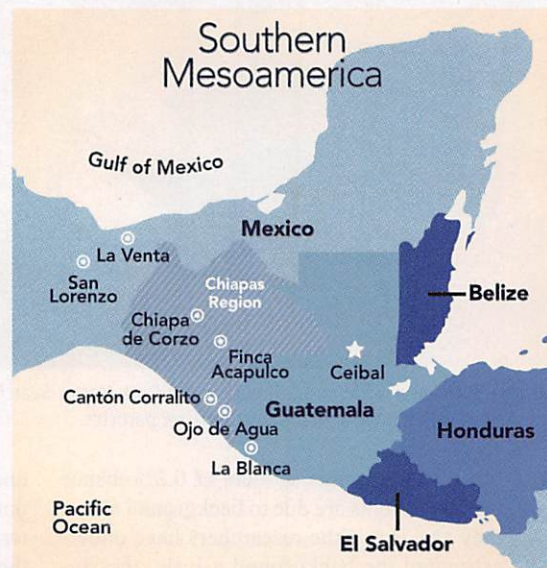 Southern
Mesoamerica
Gulf of Mexico
Mexico
La Venta
San
Lorenzo
Chiapas
Region
Belize
Chiapa
de Corzo
Finca
Acapulco
Ceibal
Cantón Corralito
Guatemala
Ojo de Agua
Honduras
La Blanca
Pacific
Ocean
El Salvador